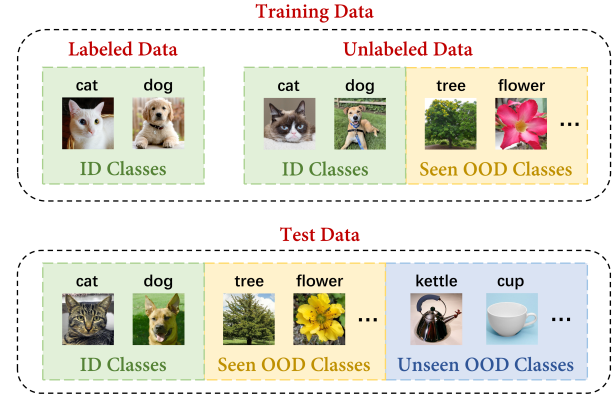 Training Data
Labeled Data
Unlabeled Data
cat dog
cat dog tree flower
...
ID Classes
ID Classes
Seen OOD Classes
Test Data
cat dog tree flower kettle cup
... ...
ID Classes
Seen OOD Classes
Unseen OOD Classes